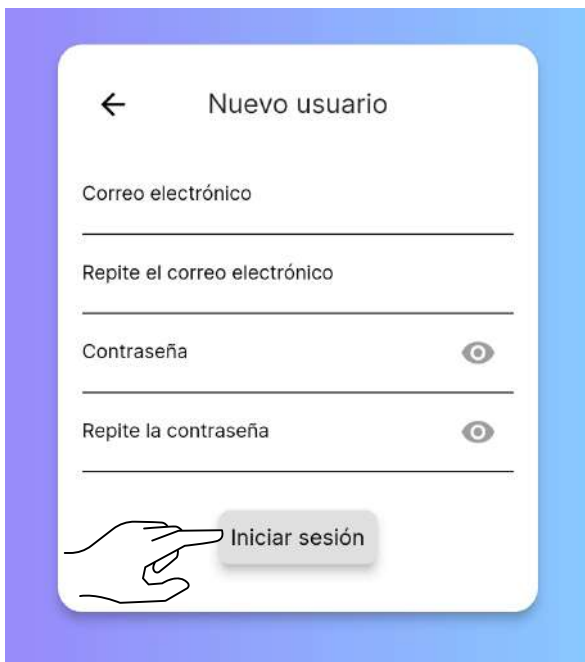 Nuevo usuario
Correo electrónico
Repite el correo electrónico
Contraseña
Repite la contraseña
Iniciar sesión